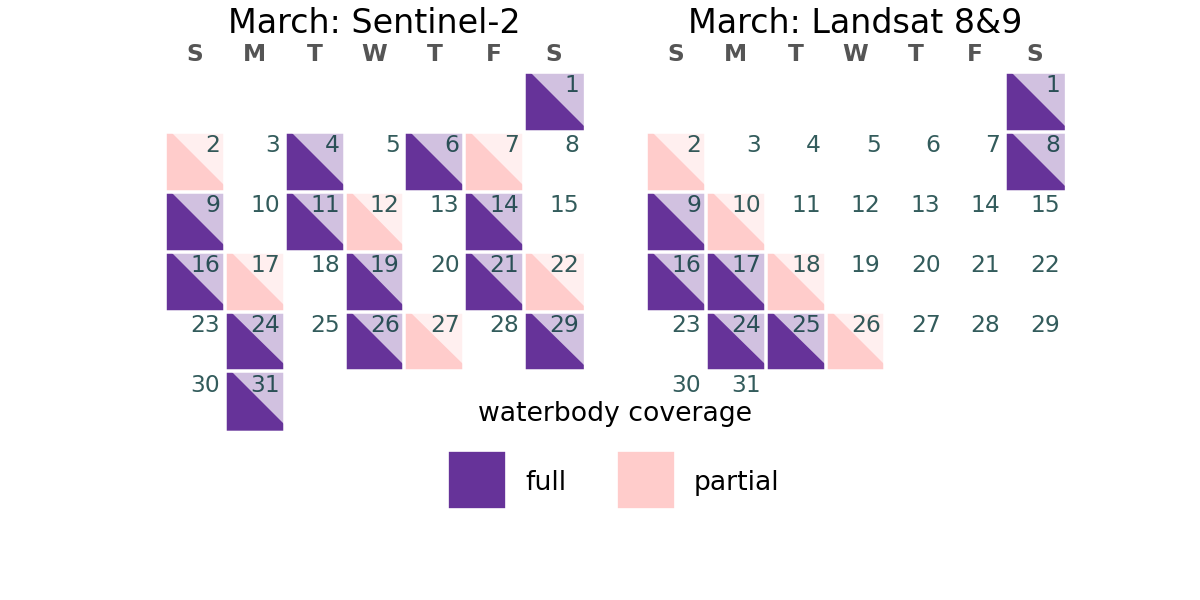 March: Sentinel-2
S M T W T F S
1
2 3 4 5 6 7 8
9 10 11 12 13 14 15
16 17 18 19 20 21 22
23 24 25 26 27 28 29
30 31
March: Landsat 8&9
S M T W T F S
1
2 3 4 5 6 7 8
9 10 11 12 13 14 15
16 17 18 19 20 21 22
23 24 25 26 27 28 29
30 31
waterbody coverage
full partial